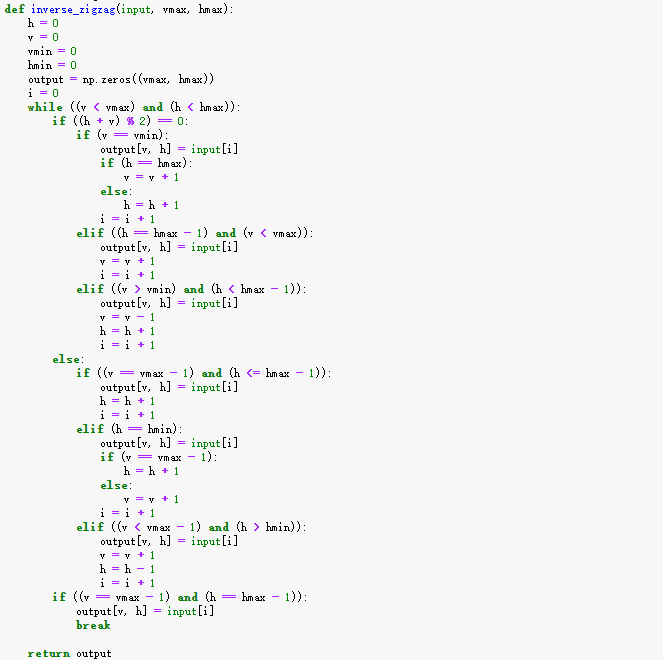 def inverse_zigzag(input, vmax, hmax):
    h = 0
    v = 0
    vmin = 0
    hmin = 0
    output = np.zeros((vmax, hmax))
    i = 0
    while ((v < vmax) and (h < hmax)):
        if ((h + v) % 2) == 0:
            if (v == vmin):
                output[v, h] = input[i]
                if (h == hmax):
                    v = v + 1
                else:
                    h = h + 1
                i = i + 1
            elif ((h == hmax - 1) and (v < vmax)):
                output[v, h] = input[i]
                v = v + 1
                i = i + 1
            elif ((v > vmin) and (h < hmax - 1)):
                output[v, h] = input[i]
                v = v - 1
                h = h + 1
                i = i + 1
        else:
            if ((v == vmax - 1) and (h <= hmax - 1)):
                output[v, h] = input[i]
                h = h + 1
                i = i + 1
            elif (h == hmin):
                output[v, h] = input[i]
                if (v == vmax - 1):
                    h = h + 1
                else:
                    v = v + 1
                i = i + 1
            elif ((v < vmax - 1) and (h > hmin)):
                output[v, h] = input[i]
                v = v + 1
                h = h - 1
                i = i + 1
        if ((v == vmax - 1) and (h == hmax - 1)):
            output[v, h] = input[i]
            break
    return output